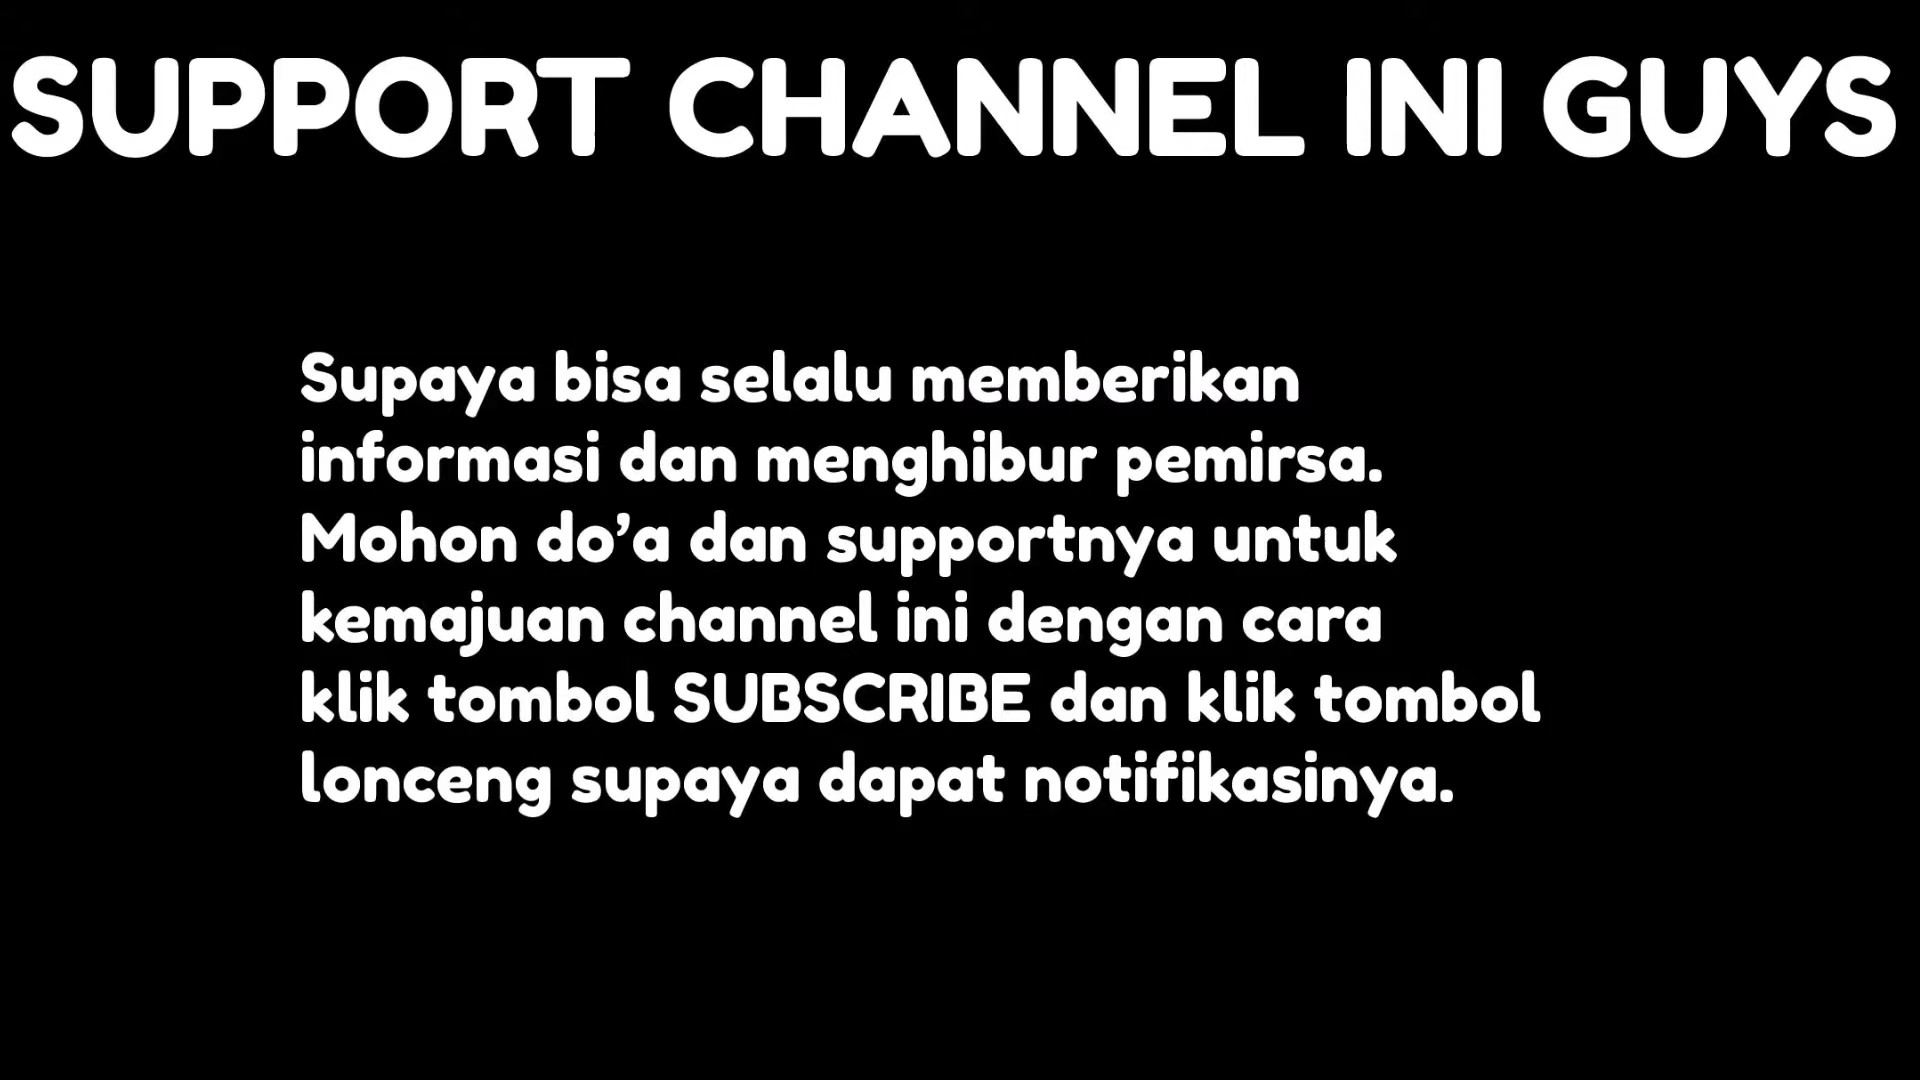 SUPPORT CHANNEL INI GUYS
Supaya bisa selalu memberikan
informasi dan menghibur pemirsa.
Mohon do’a dan supportnya untuk
kemajuan channel ini dengan cara
klik tombol SUBSCRIBE dan klik tombol
lonceng supaya dapat notifikasinya.